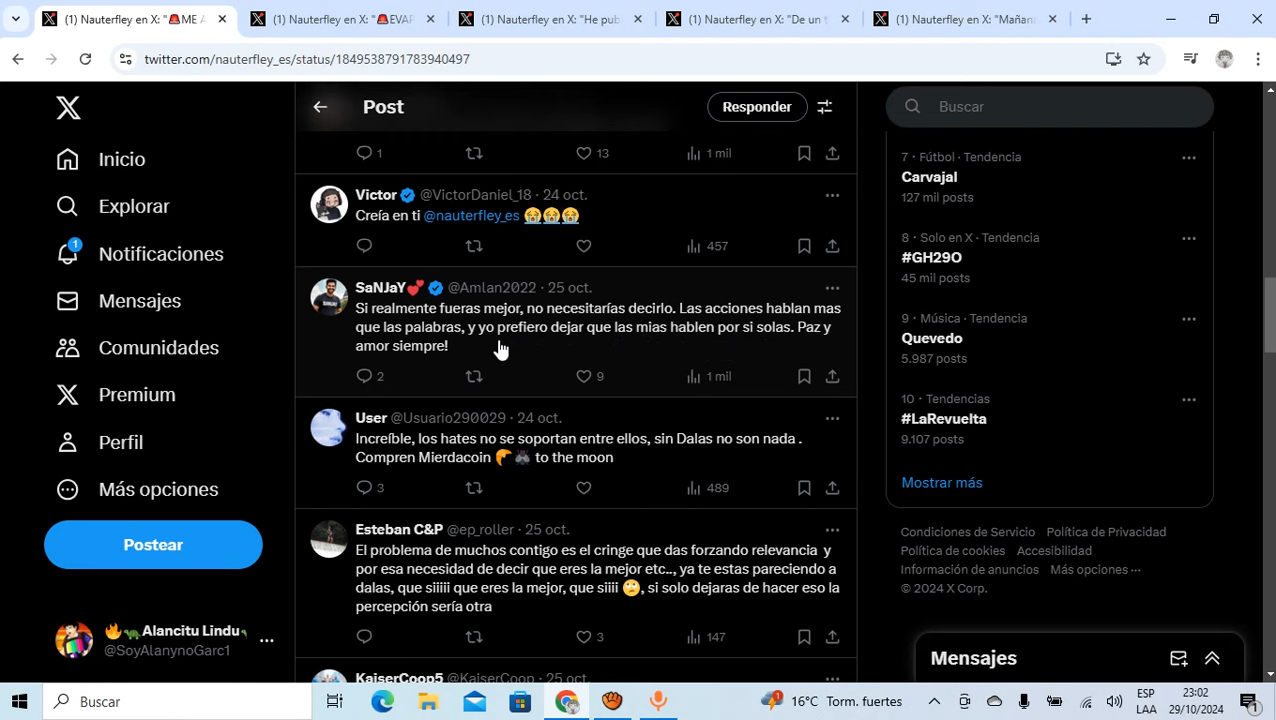 (1) Nauterfley en X: "🚨ME A
(1) Nauterfley en X: "🚨EVAP
(1) Nauterfley en X: "He pub
(1) Nauterfley en X: "De un t
(1) Nauterfley en X: "Mañana
twitter.com/nauterfley_es/status/1849538791783940497
Inicio
Explorar
1
Notificaciones
Mensajes
Comunidades
Premium
Perfil
Más opciones
Postear
🔥🐢Alancitu Lindu
@SoyAlanynoGarc1
Post
Responder
1 13 1 mil
Victor @VictorDaniel_18 · 24 oct.
Creía en ti @nauterfley_es 😭😭😭
457
SaNJaY💕 @Amlan2022 · 25 oct.
Si realmente fueras mejor, no necesitarías decirlo. Las acciones hablan mas
que las palabras, y yo prefiero dejar que las mias hablen por si solas. Paz y
amor siempre!
2 9 1 mil
User @Usuario290029 · 24 oct.
Increíble, los hates no se soportan entre ellos, sin Dalas no son nada .
Compren Mierdacoin to the moon
3 489
Esteban C&P @ep_roller · 25 oct.
El problema de muchos contigo es el cringe que das forzando relevancia y
por esa necesidad de decir que eres la mejor etc.., ya te estas pareciendo a
dalas, que siiiii que eres la mejor, que siiii 🙄, si solo dejaras de hacer eso la
percepción sería otra
3 147
KaiserCoop5 @KaiserCoop · 25 oct.
Buscar
7 · Fútbol · Tendencia
Carvajal
127 mil posts
8 · Solo en X · Tendencia
#GH29O
45 mil posts
9 · Música · Tendencia
Quevedo
5.987 posts
10 · Tendencias
#LaRevuelta
9.107 posts
Mostrar más
Condiciones de Servicio Política de Privacidad
Política de cookies Accesibilidad
Información de anuncios Más opciones ···
© 2024 X Corp.
Mensajes
Buscar
16°C Torm. fuertes
ESP
LAA
23:02
29/10/2024
1